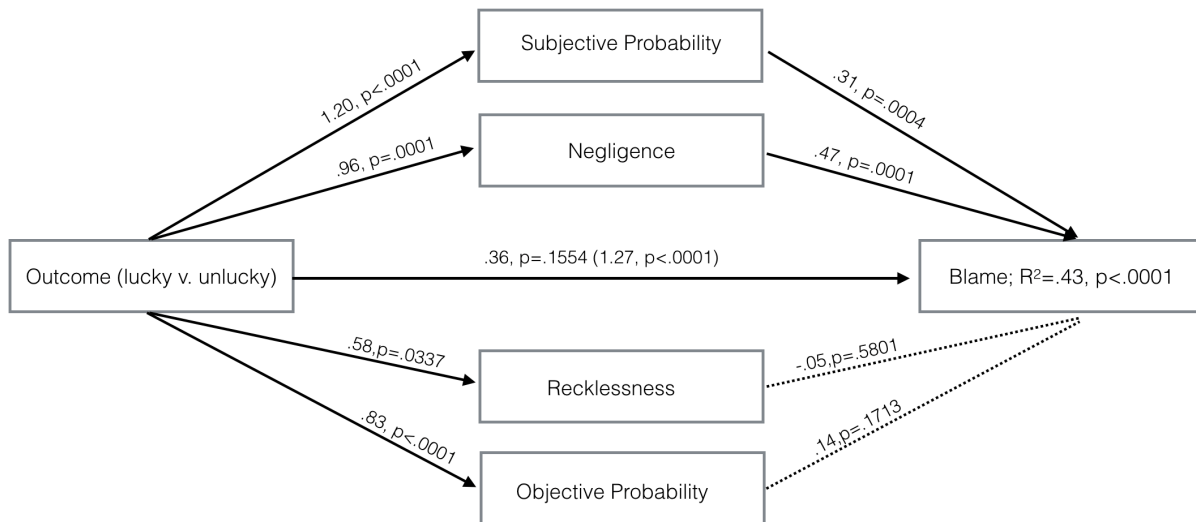 Subjective Probability
1.20, p<.0001
.31, p=.0004
Negligence
.96, p=.0001
.47, p=.0001
Outcome (lucky v. unlucky)
.36, p=.1554 (1.27, p<.0001)
Blame; R²=.43, p<.0001
.58,p=.0337
-.05,p=.5801
Recklessness
.83, p<.0001
.14,p=.1713
Objective Probability